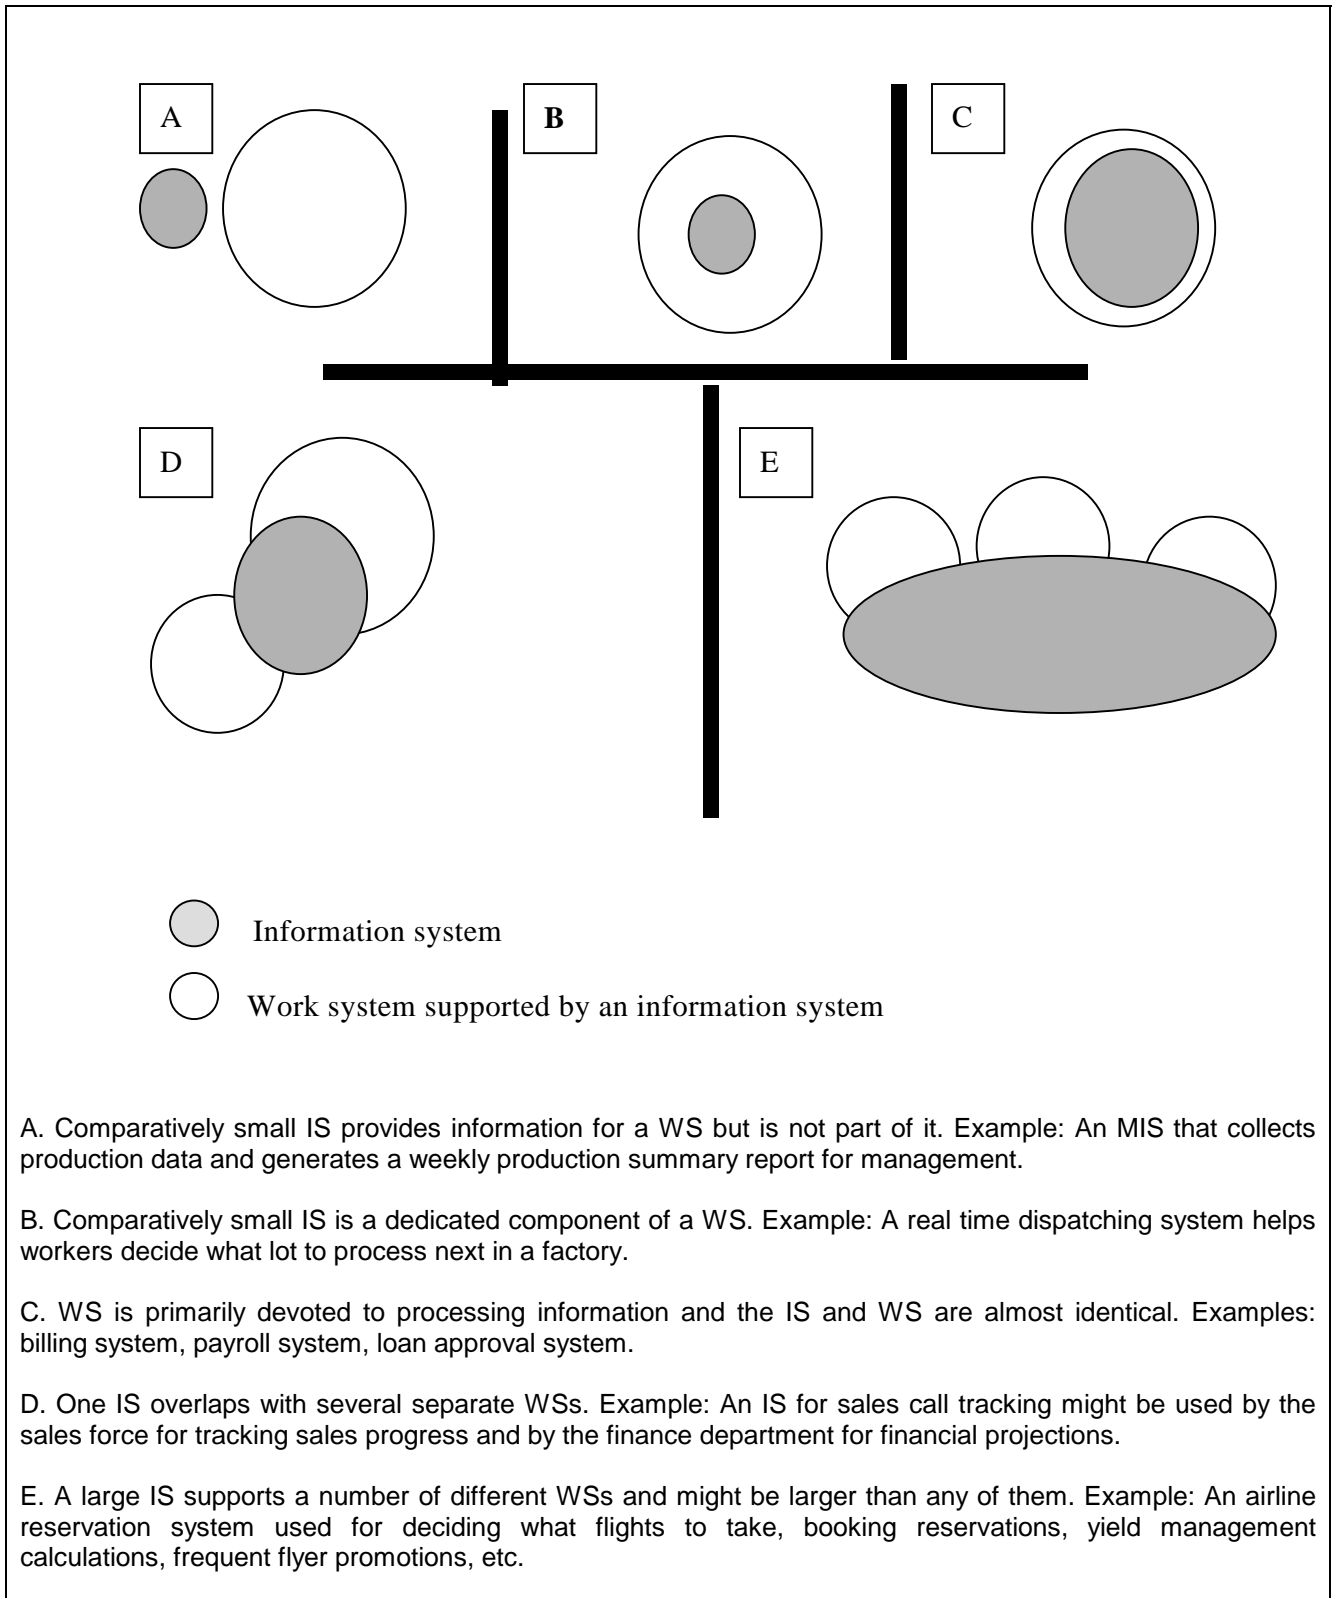 A
B
C
D
E
Information system
Work system supported by an information system
A. Comparatively small IS provides information for a WS but is not part of it. Example: An MIS that collects
production data and generates a weekly production summary report for management.
B. Comparatively small IS is a dedicated component of a WS. Example: A real time dispatching system helps
workers decide what lot to process next in a factory.
C. WS is primarily devoted to processing information and the IS and WS are almost identical. Examples:
billing system, payroll system, loan approval system.
D. One IS overlaps with several separate WSs. Example: An IS for sales call tracking might be used by the
sales force for tracking sales progress and by the finance department for financial projections.
E. A large IS supports a number of different WSs and might be larger than any of them. Example: An airline
reservation system used for deciding what flights to take, booking reservations, yield management
calculations, frequent flyer promotions, etc.